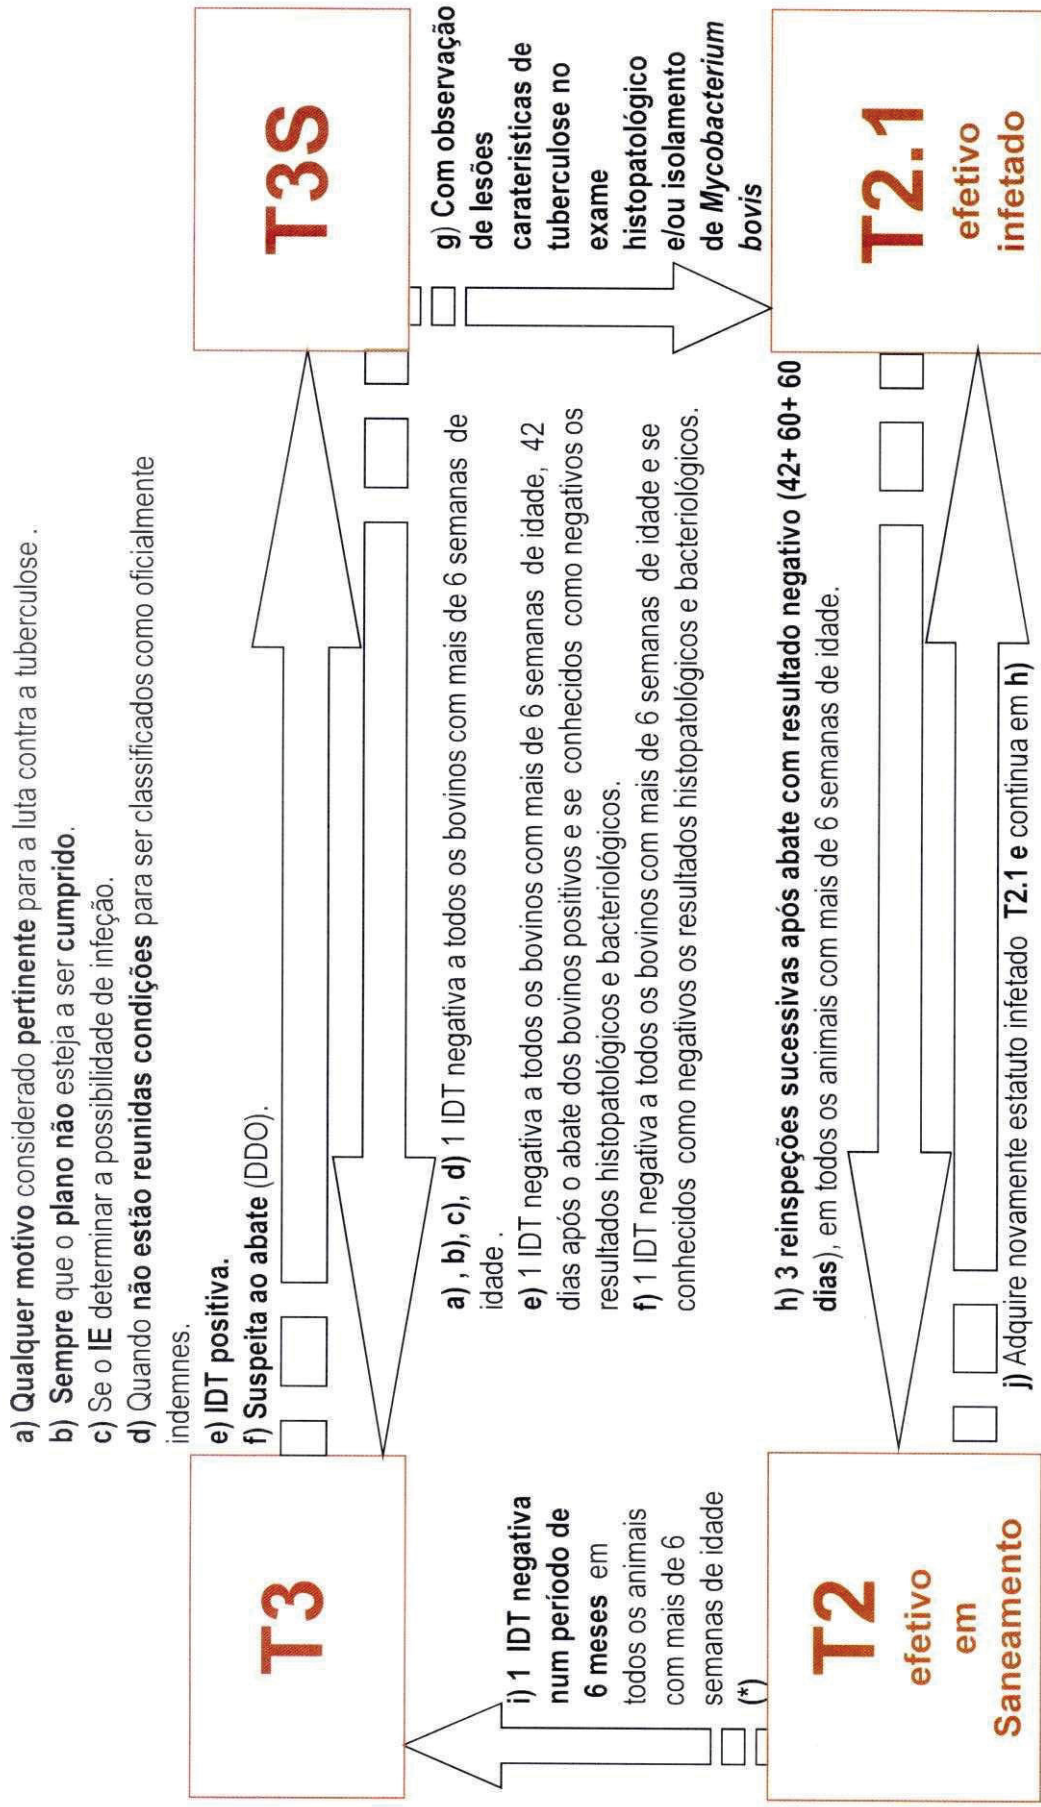 a) Qualquer motivo considerado pertinente para a luta contra a tuberculose .
b) Sempre que o plano não esteja a ser cumprido.
c) Se o IE determinar a possibilidade de infeção.
d) Quando não estão reunidas condições para ser classificados como oficialmente
indemnes.
e) IDT positiva.
f) Suspeita ao abate (DDO).
T3
T3S
a) , b), c), d) 1 IDT negativa a todos os bovinos com mais de 6 semanas de
idade .
e) 1 IDT negativa a todos os bovinos com mais de 6 semanas de idade, 42
dias após o abate dos bovinos positivos e se conhecidos como negativos os
resultados histopatológicos e bacteriológicos.
f) 1 IDT negativa a todos os bovinos com mais de 6 semanas de idade e se
conhecidos como negativos os resultados histopatológicos e bacteriológicos.
g) Com observação
de lesões
carateristicas de
tuberculose no
exame
histopatológico
e/ou isolamento
de Mycobacterium
bovis
i) 1 IDT negativa
num período de
6 meses em
todos os animais
com mais de 6
semanas de idade
(*)
h) 3 reinspeções sucessivas após abate com resultado negativo (42+ 60+ 60
dias), em todos os animais com mais de 6 semanas de idade.
T2
efetivo
em
Saneamento
T2.1
efetivo
infetado
j) Adquire novamente estatuto infetado T2.1 e continua em h)